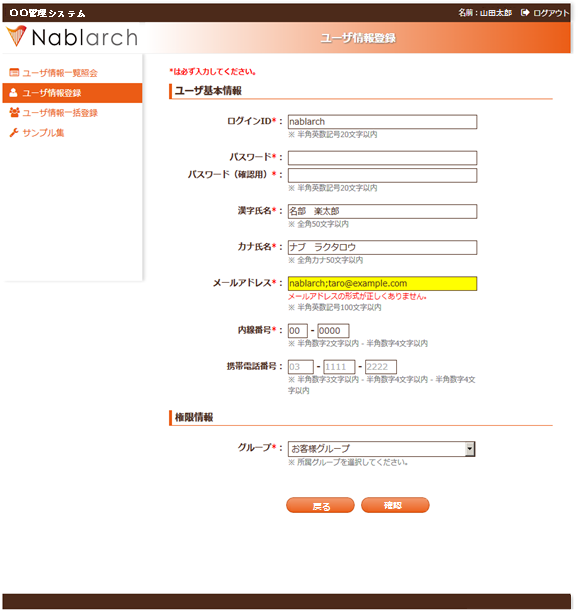 〇〇管理システム
名前：山田太郎 ログアウト
Nablarch
ユーザ情報登録
ユーザ情報一覧照会
ユーザ情報登録
ユーザ情報一括登録
サンプル集
*は必ず入力してください。
ユーザ基本情報
ログインID*： nablarch
※ 半角英数記号20文字以内
パスワード*：
パスワード（確認用）*：
※ 半角英数記号20文字以内
漢字氏名*： 名部　楽太郎
※ 全角50文字以内
カナ氏名*： ナブ　ラクタロウ
※ 全角カナ50文字以内
メールアドレス*： nablarch;taro@example.com
メールアドレスの形式が正しくありません。
※ 半角英数記号100文字以内
内線番号*： 00 - 0000
※ 半角数字2文字以内 - 半角数字4文字以内
携帯電話番号： 03 - 1111 - 2222
※ 半角数字3文字以内 - 半角数字4文字以内 - 半角数字4文
字以内
権限情報
グループ*： お客様グループ
※ 所属グループを選択してください。
戻る 確認